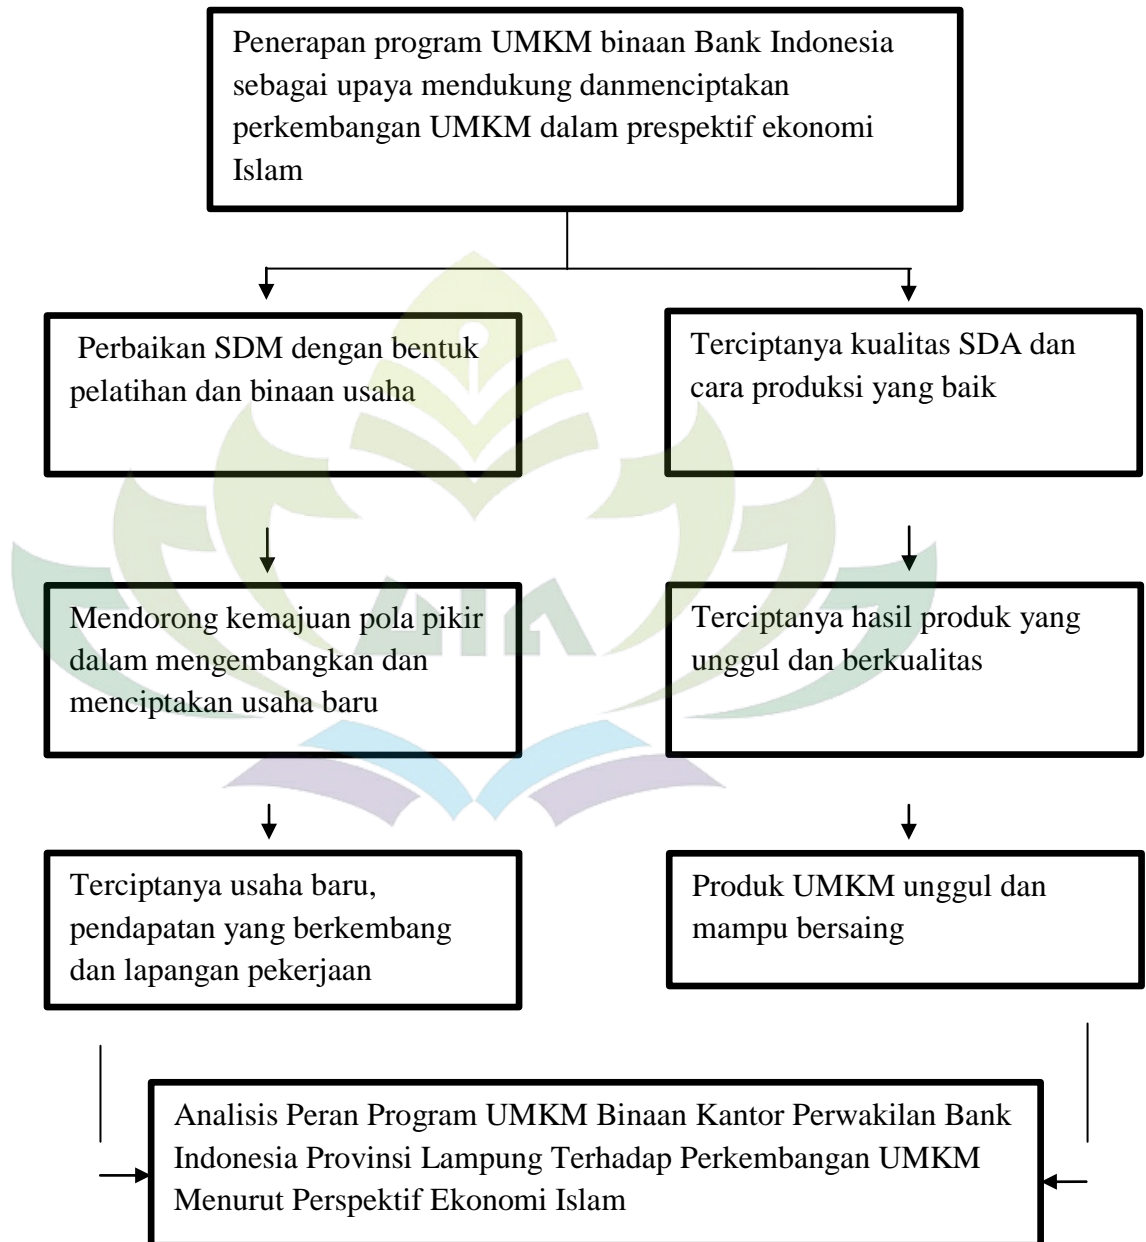 Penerapan program UMKM binaan Bank Indonesia
sebagai upaya mendukung danmenciptakan
perkembangan UMKM dalam prespektif ekonomi
Islam
Perbaikan SDM dengan bentuk
pelatihan dan binaan usaha
Terciptanya kualitas SDA dan
cara produksi yang baik
Mendorong kemajuan pola pikir
dalam mengembangkan dan
menciptakan usaha baru
Terciptanya hasil produk yang
unggul dan berkualitas
Terciptanya usaha baru,
pendapatan yang berkembang
dan lapangan pekerjaan
Produk UMKM unggul dan
mampu bersaing
Analisis Peran Program UMKM Binaan Kantor Perwakilan Bank
Indonesia Provinsi Lampung Terhadap Perkembangan UMKM
Menurut Perspektif Ekonomi Islam